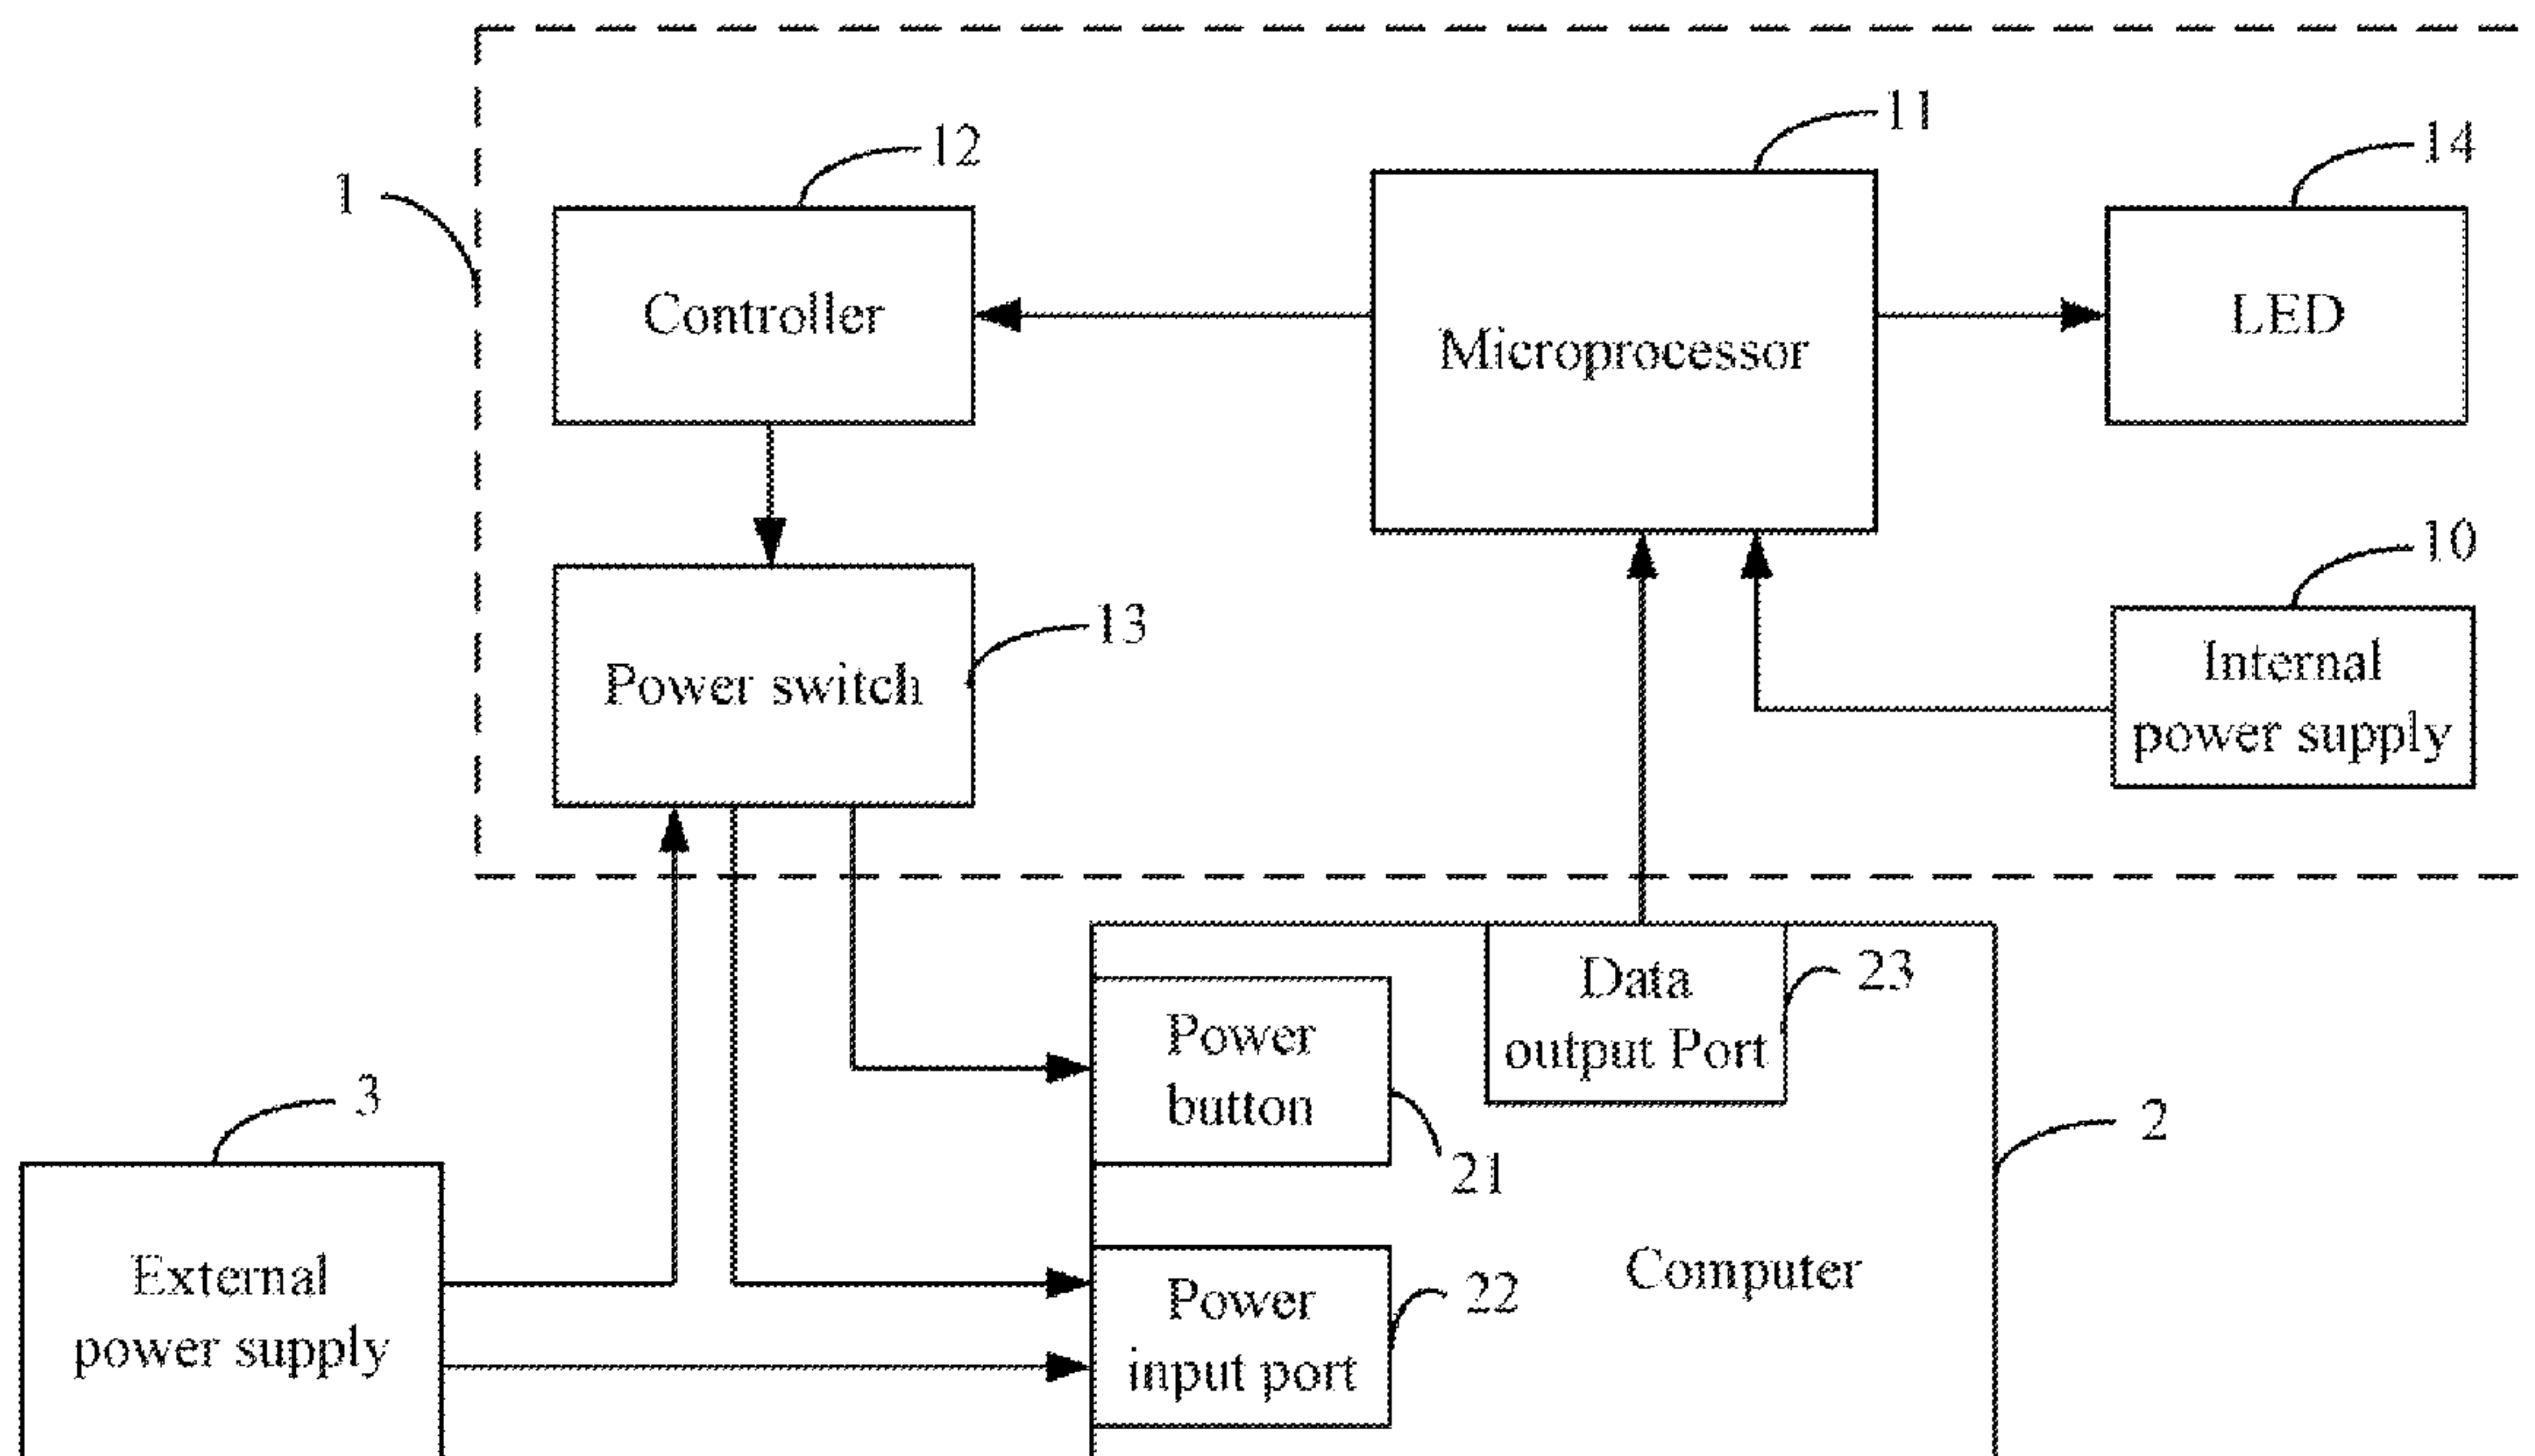 11
12
14
1
Controller
Microprocessor
LED
10
13
Internal
power supply
Power switch
Data
output Port
23
Power
button
21
3
2
External
power supply
Computer
Power
input port
22